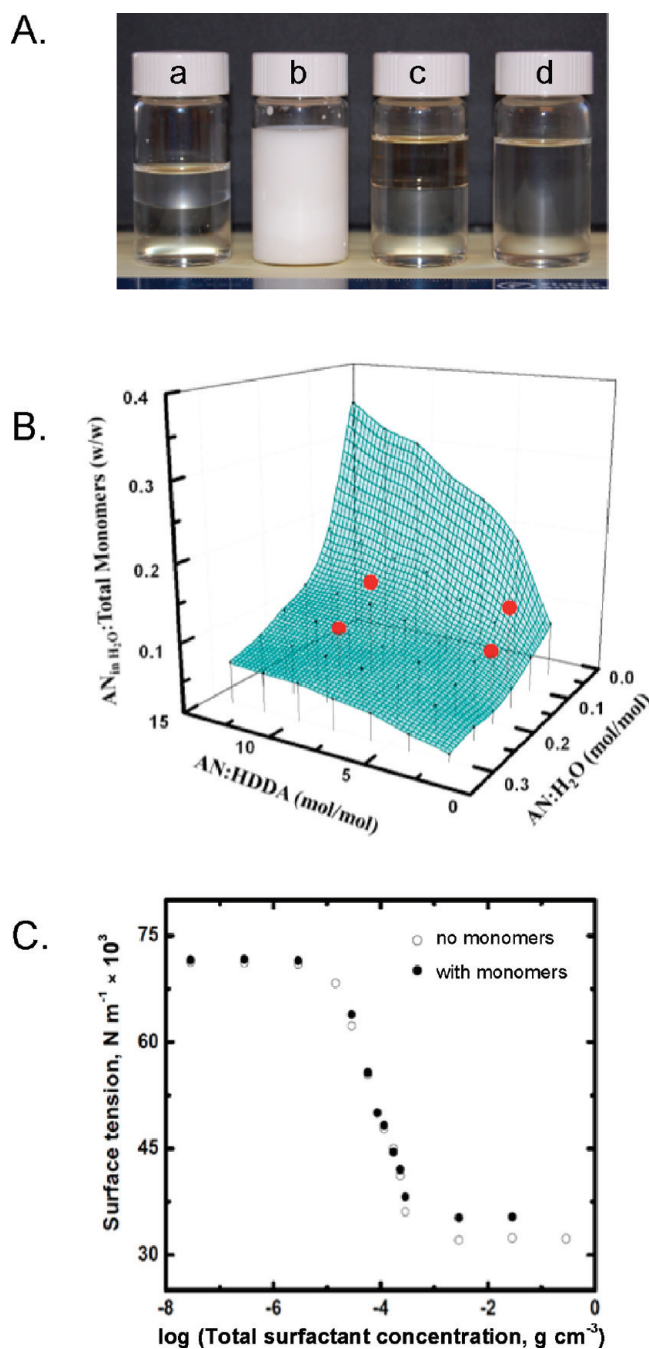 A.
a b c d
B.
0.4
0.3
0.2
0.1
AN_in H₂O:Total Monomers (w/w)
15
10
5
0
AN:HDDA (mol/mol)
0.0
0.1
0.2
0.3
AN:H₂O (mol/mol)
C.
75
60
45
30
Surface tension, N m⁻¹ × 10³
no monomers
with monomers
-8 -6 -4 -2 0
log (Total surfactant concentration, g cm⁻³)